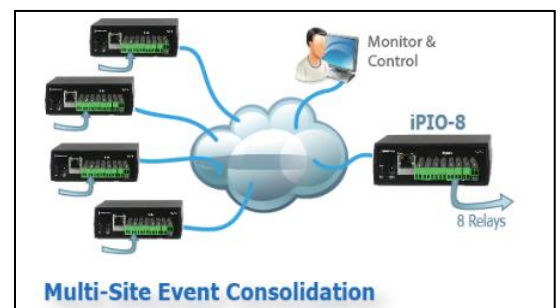 Monitor &
Control
iPIO-8
8 Relays
Multi-Site Event Consolidation